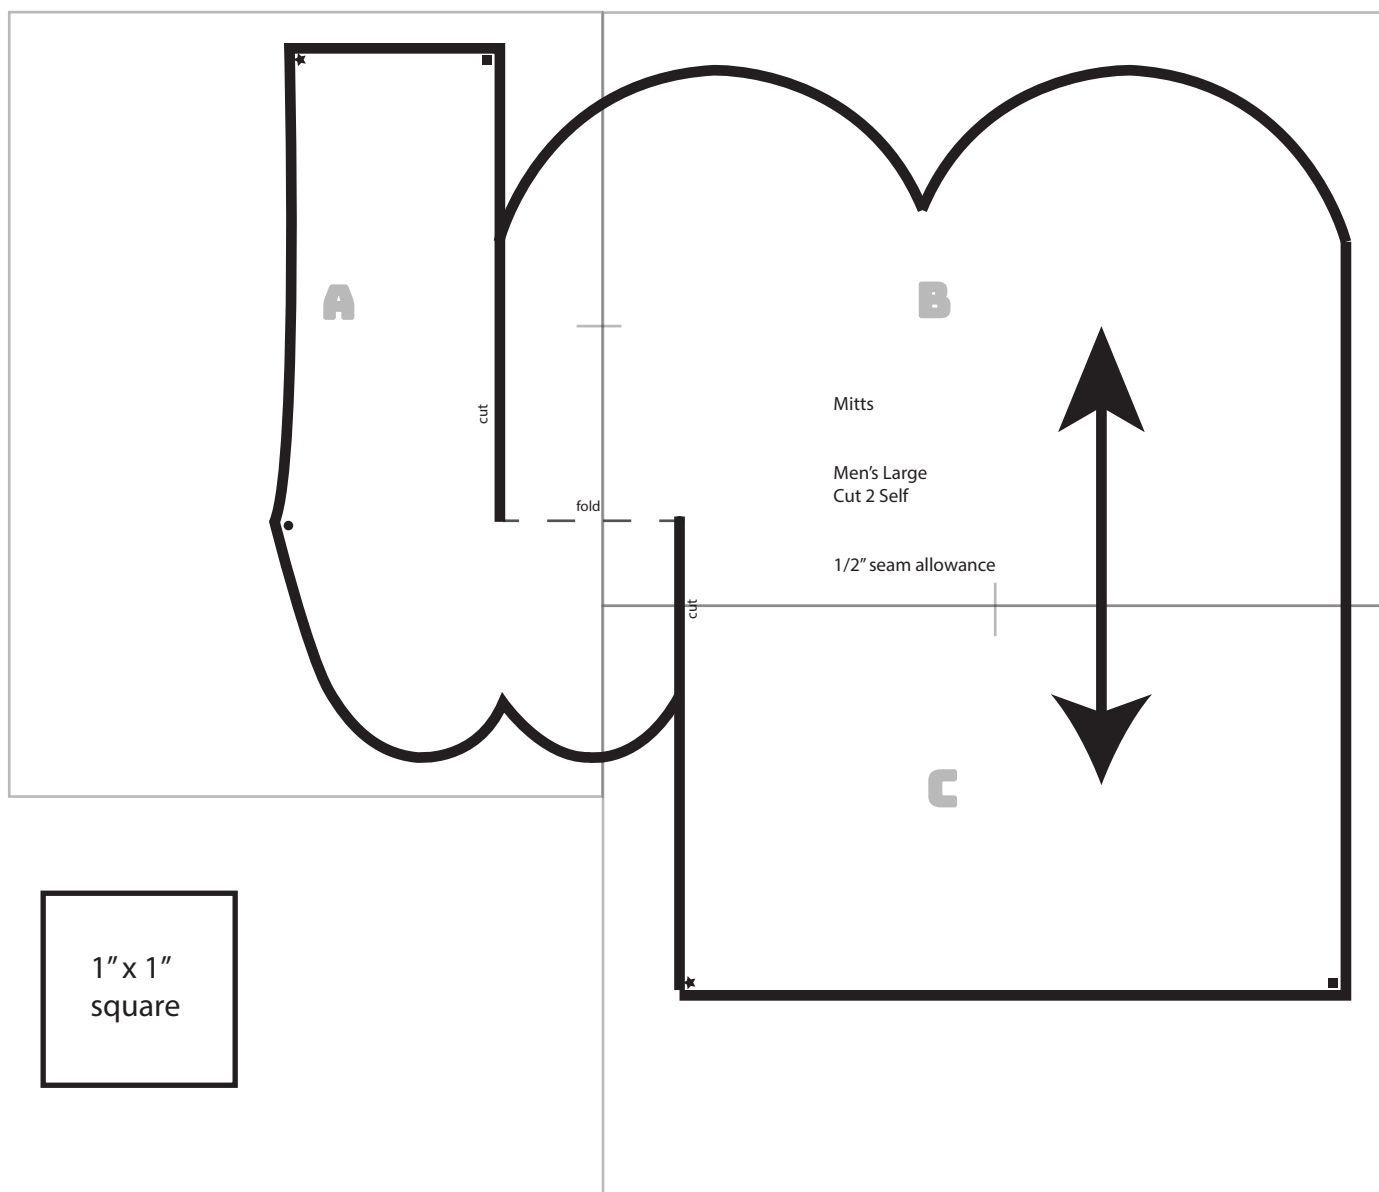 A
B
cut
Mitts
Men's Large
Cut 2 Self
fold
1/2" seam allowance
cut
C
1" x 1"
square